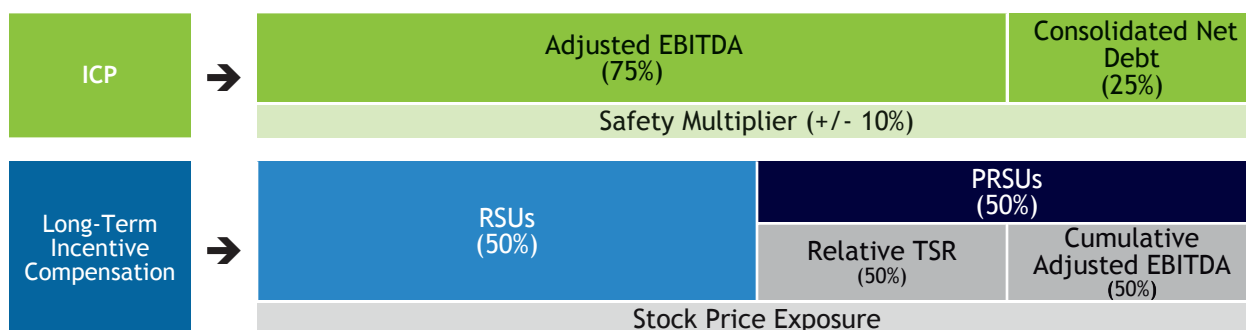 ICP
Adjusted EBITDA
(75%)
Consolidated Net
Debt
(25%)
Safety Multiplier (+/- 10%)
Long-Term
Incentive
Compensation
RSUs
(50%)
PRSUs
(50%)
Relative TSR
(50%)
Cumulative
Adjusted EBITDA
(50%)
Stock Price Exposure